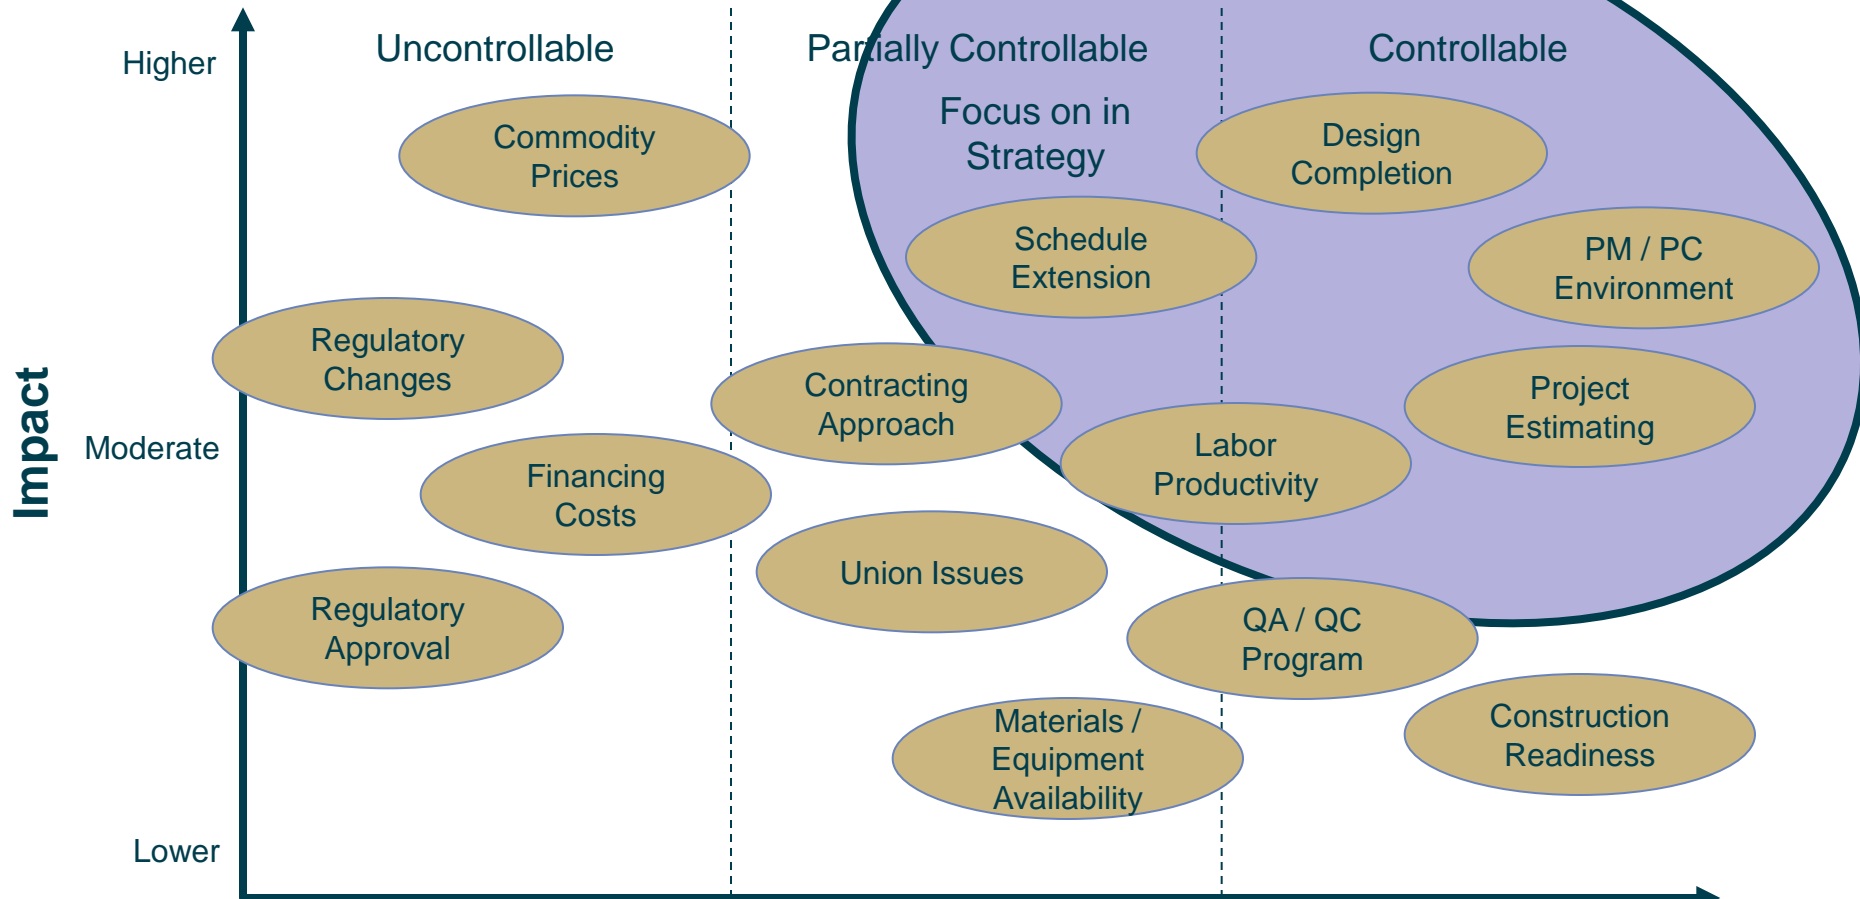 Uncontrollable
Partially Controllable
Controllable
Higher
Focus on in
Strategy
Commodity
Prices
Design
Completion
Schedule
Extension
PM / PC
Environment
Regulatory
Changes
Contracting
Approach
Project
Estimating
Impact
Moderate
Labor
Productivity
Financing
Costs
Union Issues
Regulatory
Approval
QA / QC
Program
Materials /
Equipment
Availability
Construction
Readiness
Lower